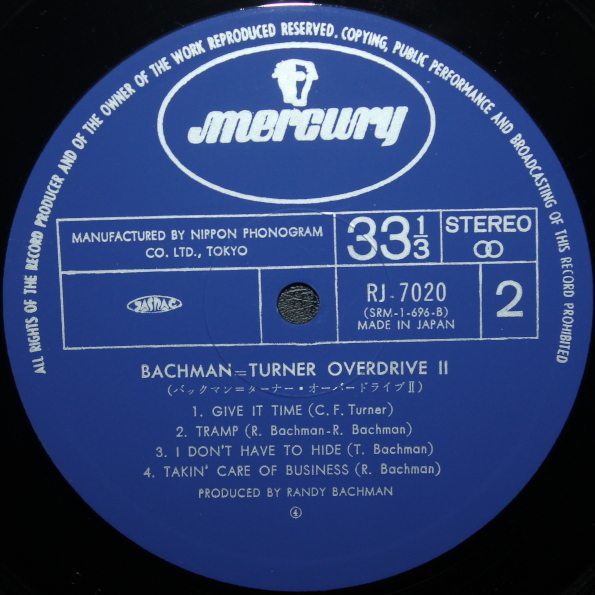 ALL RIGHTS OF THE RECORD PRODUCER AND OF THE OWNER OF THE WORK REPRODUCED RESERVED. COPYING, PUBLIC PERFORMANCE AND BROADCASTING OF THIS RECORD PROHIBITED
mercury
MANUFACTURED BY NIPPON PHONOGRAM
CO. LTD., TOKYO
33 1/3
STEREO
JASRAC
RJ-7020
(SRM-1-696-B)
MADE IN JAPAN
2
BACHMAN=TURNER OVERDRIVE II
(バックマン=ターナー・オーバードライブII)
1. GIVE IT TIME (C. F. Turner)
2. TRAMP (R. Bachman-R. Bachman)
3. I DON'T HAVE TO HIDE (T. Bachman)
4. TAKIN' CARE OF BUSINESS (R. Bachman)
PRODUCED BY RANDY BACHMAN
④